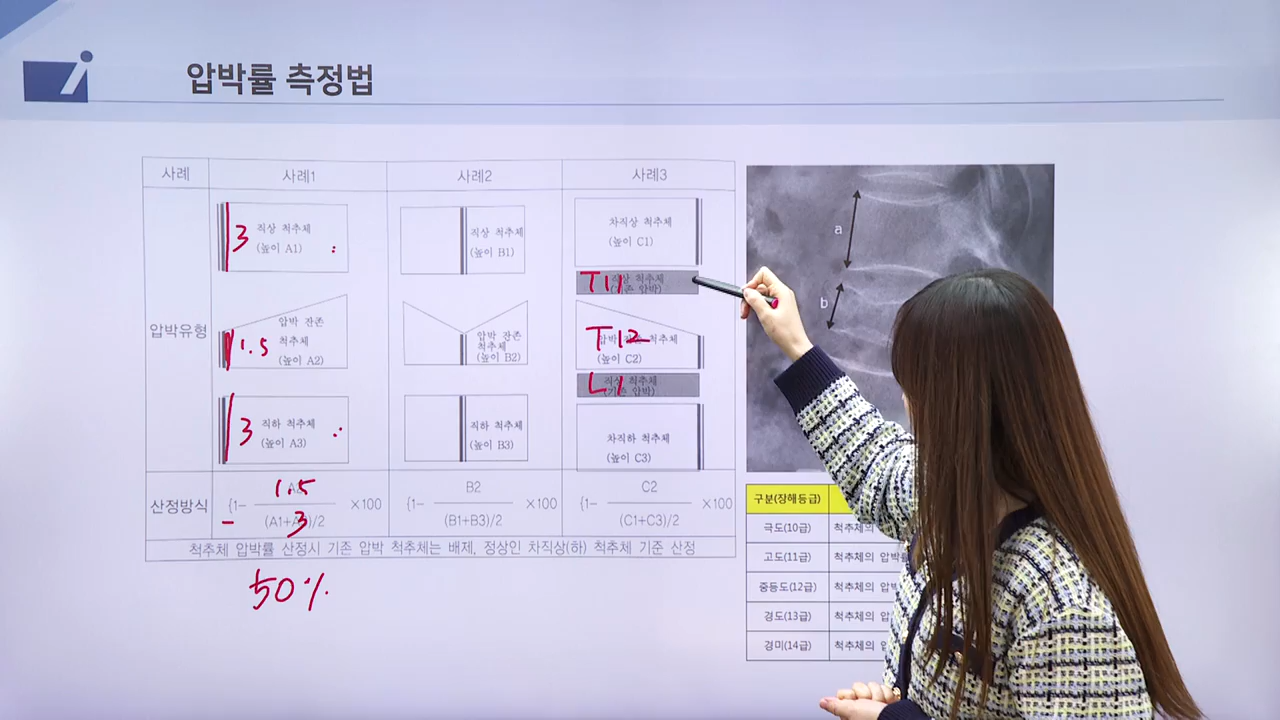 압박률 측정법
사례 사례1 사례2 사례3
압박유형
3 직상 척추체
(높이 A1)
압박 잔존
1.5 척추체
(높이 A2)
3 직하 척추체
(높이 A3)
직상 척추체
(높이 B1)
압박 잔존
척추체
(높이 B2)
직하 척추체
(높이 B3)
차직상 척추체
(높이 C1)
T11 척추체
압박)
T12 척추체
(높이 C2)
L1 척추체
(기존 압박)
차직하 척추체
(높이 C3)
산정방식
1.5
{1- ×100
(A1+ 3 )/2
B2
{1- ×100
(B1+B3)/2
C2
{1- ×100
(C1+C3)/2
척추체 압박률 산정시 기존 압박 척추체는 배제, 정상인 차직상(하) 척추체 기준 산정
50%
a
b
구분(장해등급)
극도(10급) 척추체의
고도(11급) 척추체의 압박률
중등도(12급) 척추체의
경도(13급) 척추체의
경미(14급) 척추체의